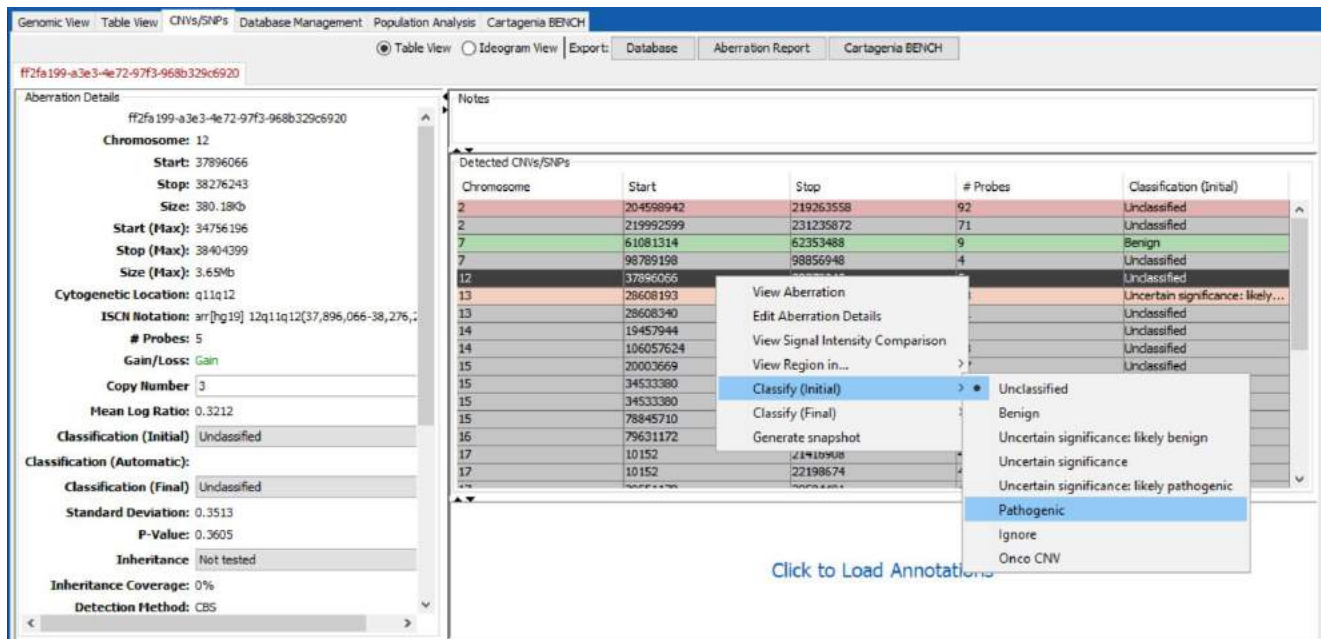 Genomic View Table View CNVs/SNPs Database Management Population Analysis Cartagenia BENCH
Table View Ideogram View Export: Database Aberration Report Cartagenia BENCH
ff2fa199-a3e3-4e72-97f3-968b329c6920
Aberration Details
ff2fa199-a3e3-4e72-97f3-968b329c6920
Chromosome: 12
Start: 37896066
Stop: 38276243
Size: 380.18Kb
Start (Max): 34756196
Stop (Max): 38404399
Size (Max): 3.65Mb
Cytogenetic Location: q11q12
ISCN Notation: arr[hg19] 12q11q12(37,896,066-38,276,2
# Probes: 5
Gain/Loss: Gain
Copy Number 3
Mean Log Ratio: 0.3212
Classification (Initial) Unclassified
Classification (Automatic):
Classification (Final) Unclassified
Standard Deviation: 0.3513
P-Value: 0.3605
Inheritance Not tested
Inheritance Coverage: 0%
Detection Method: CBS
Notes
Detected CNVs/SNPs
Chromosome Start Stop # Probes Classification (Initial)
2 204598942 219263558 92 Unclassified
2 219992599 231235872 71 Unclassified
7 61081314 62353488 9 Benign
7 98789198 98856948 4 Unclassified
12 37896066 Unclassified
13 28608193 Uncertain significance: likely...
13 28608340 Unclassified
14 19457944 Unclassified
14 106057624 Unclassified
15 20003669 Unclassified
15 34533380
15 34533380
15 78845710
16 79631172
17 10152 21416908
17 10152 22198674
View Aberration
Edit Aberration Details
View Signal Intensity Comparison
View Region in...
Classify (Initial)
Classify (Final)
Generate snapshot
Unclassified
Benign
Uncertain significance: likely benign
Uncertain significance
Uncertain significance: likely pathogenic
Pathogenic
Ignore
Onco CNV
Click to Load Annotations